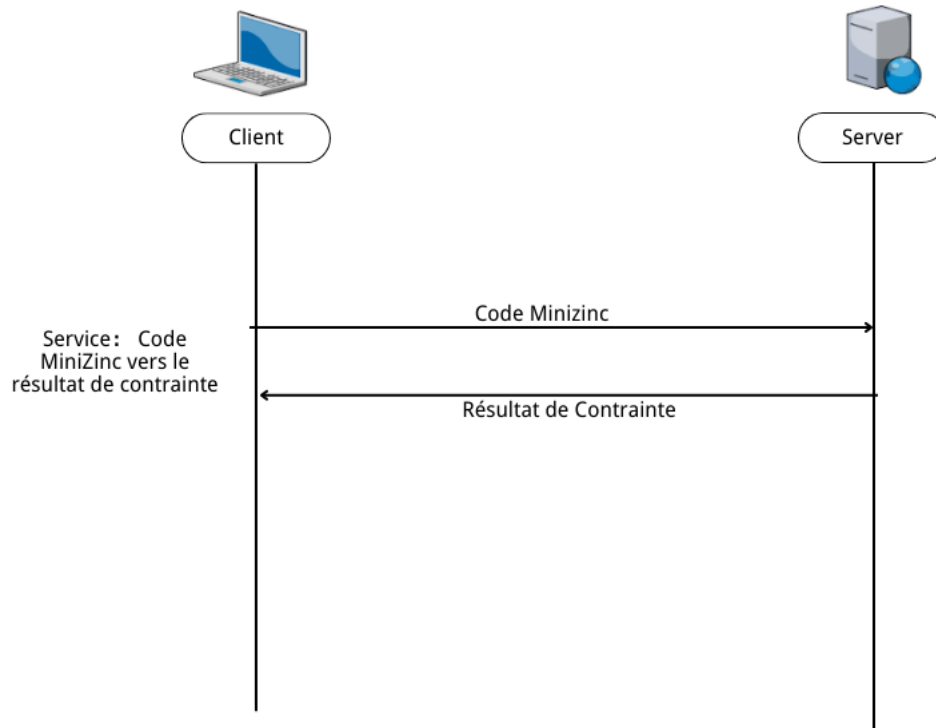 Client
Server
Code Minizinc
Service: Code
MiniZinc vers le
résultat de contrainte
Résultat de Contrainte